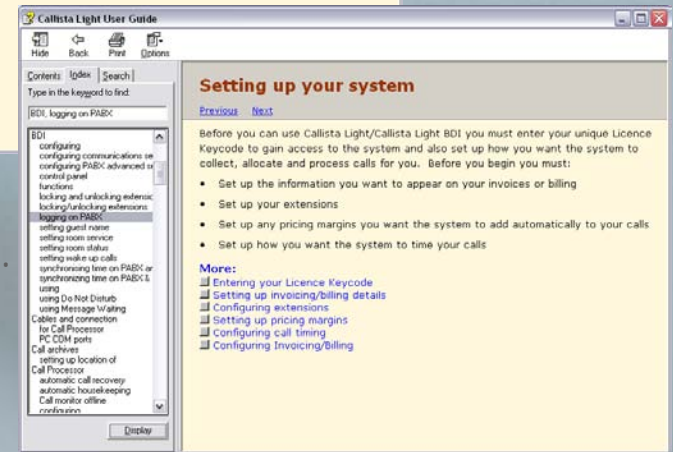 Callista Light User Guide
Hide Back Print Options
Contents Index Search
Type in the keyword to find:
BDI, logging on PABX
BDI
configuring
configuring communications se
configuring PABX advanced se
control panel
functions
locking and unlocking extensic
locking/unlocking extensions
logging on PABX
setting guest name
setting room service
setting room status
setting wake up calls
synchronising time on PABX ar
synchronizing time on PABX &
using
using Do Not Disturb
using Message Waiting
Cables and connection
for Call Processor
PC COM ports
Call archives
setting up location of
Call Processor
automatic call recovery
automatic housekeeping
Call monitor offline
configuring
Display
Setting up your system
Previous Next
Before you can use Callista Light/Callista Light BDI you must enter your unique Licence
Keycode to gain access to the system and also set up how you want the system to
collect, allocate and process calls for you. Before you begin you must:
• Set up the information you want to appear on your invoices or billing
• Set up your extensions
• Set up any pricing margins you want the system to add automatically to your calls
• Set up how you want the system to time your calls
More:
Entering your Licence Keycode
Setting up invoicing/billing details
Configuring extensions
Setting up pricing margins
Configuring call timing
Configuring Invoicing/Billing